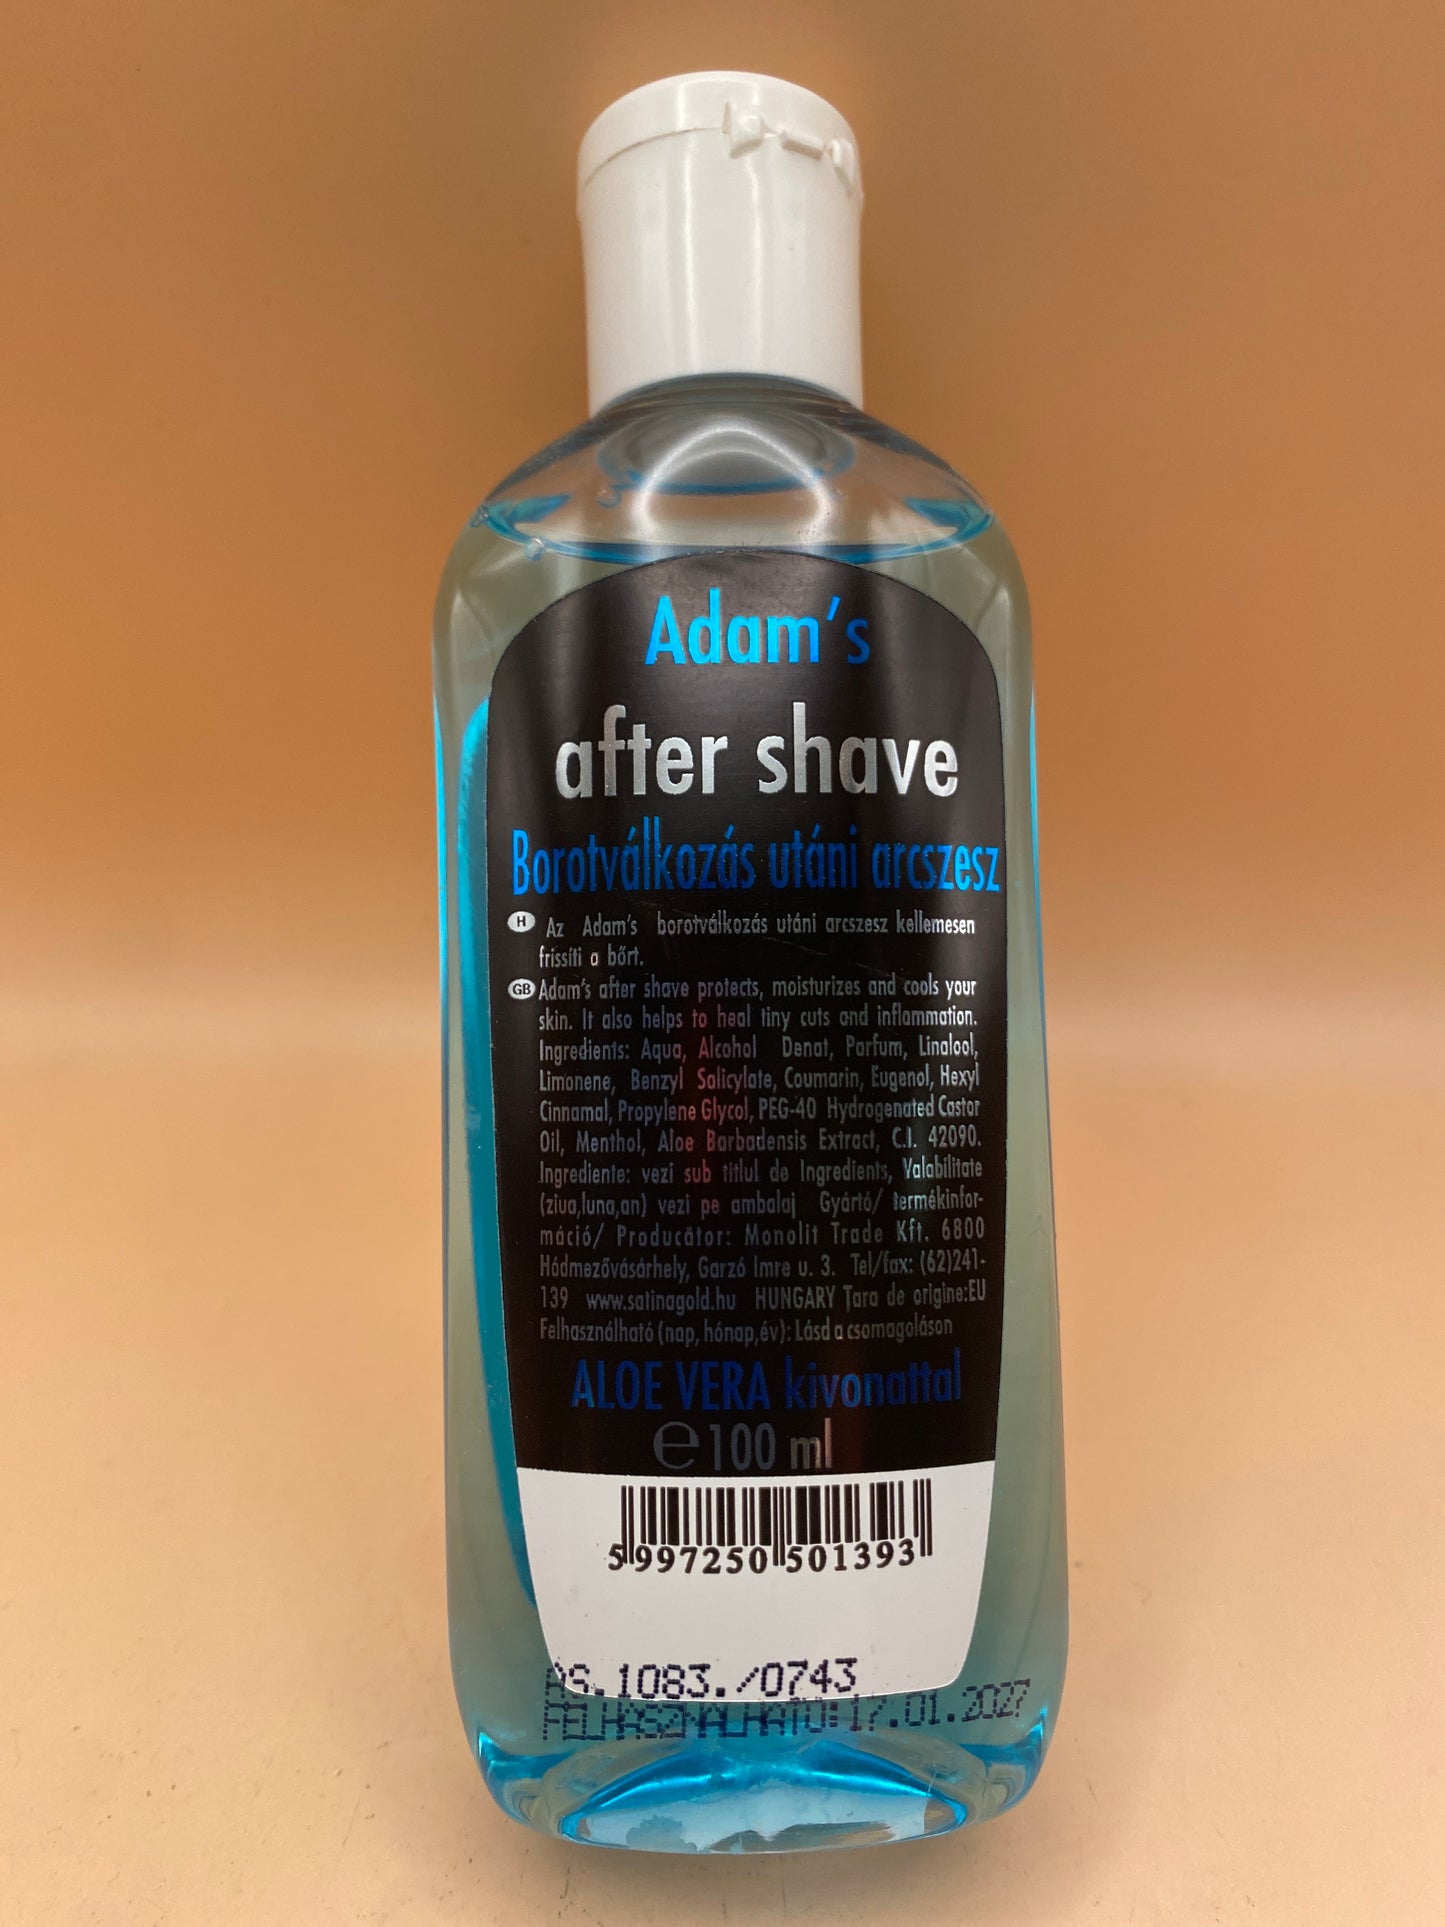 Adam's
after shave
Borotválkozás utáni arcszesz
H Az Adam's borotválkozás utáni arcszesz kellemesen
frissíti a bőrt.
GB Adam's after shave protects, moisturizes and cools your
skin. It also helps to heal tiny cuts and inflammation.
Ingredients: Aqua, Alcohol Denat, Parfum, Linalool,
Limonene, Benzyl Salicylate, Coumarin, Eugenol, Hexyl
Cinnamal, Propylene Glycol, PEG-40 Hydrogenated Castor
Oil, Menthol, Aloe Barbadensis Extract, C.I. 42090.
Ingrediente: vezi sub titlul de Ingredients, Valabilitate
(ziua,luna,an) vezi pe ambalaj Gyártó/ termékinfor-
máció/ Producător: Monolit Trade Kft. 6800
Hódmezővásárhely, Garzó Imre u. 3. Tel/fax: (62)241-
139 www.satinagold.hu HUNGARY Țara de origine:EU
Felhasználható (nap, hónap,év): Lásd a csomagoláson
ALOE VERA kivonattal
℮ 100 ml
5 997250 501393
AS.1083./0743
FELHASZNÁLHATÓ:17.01.2027